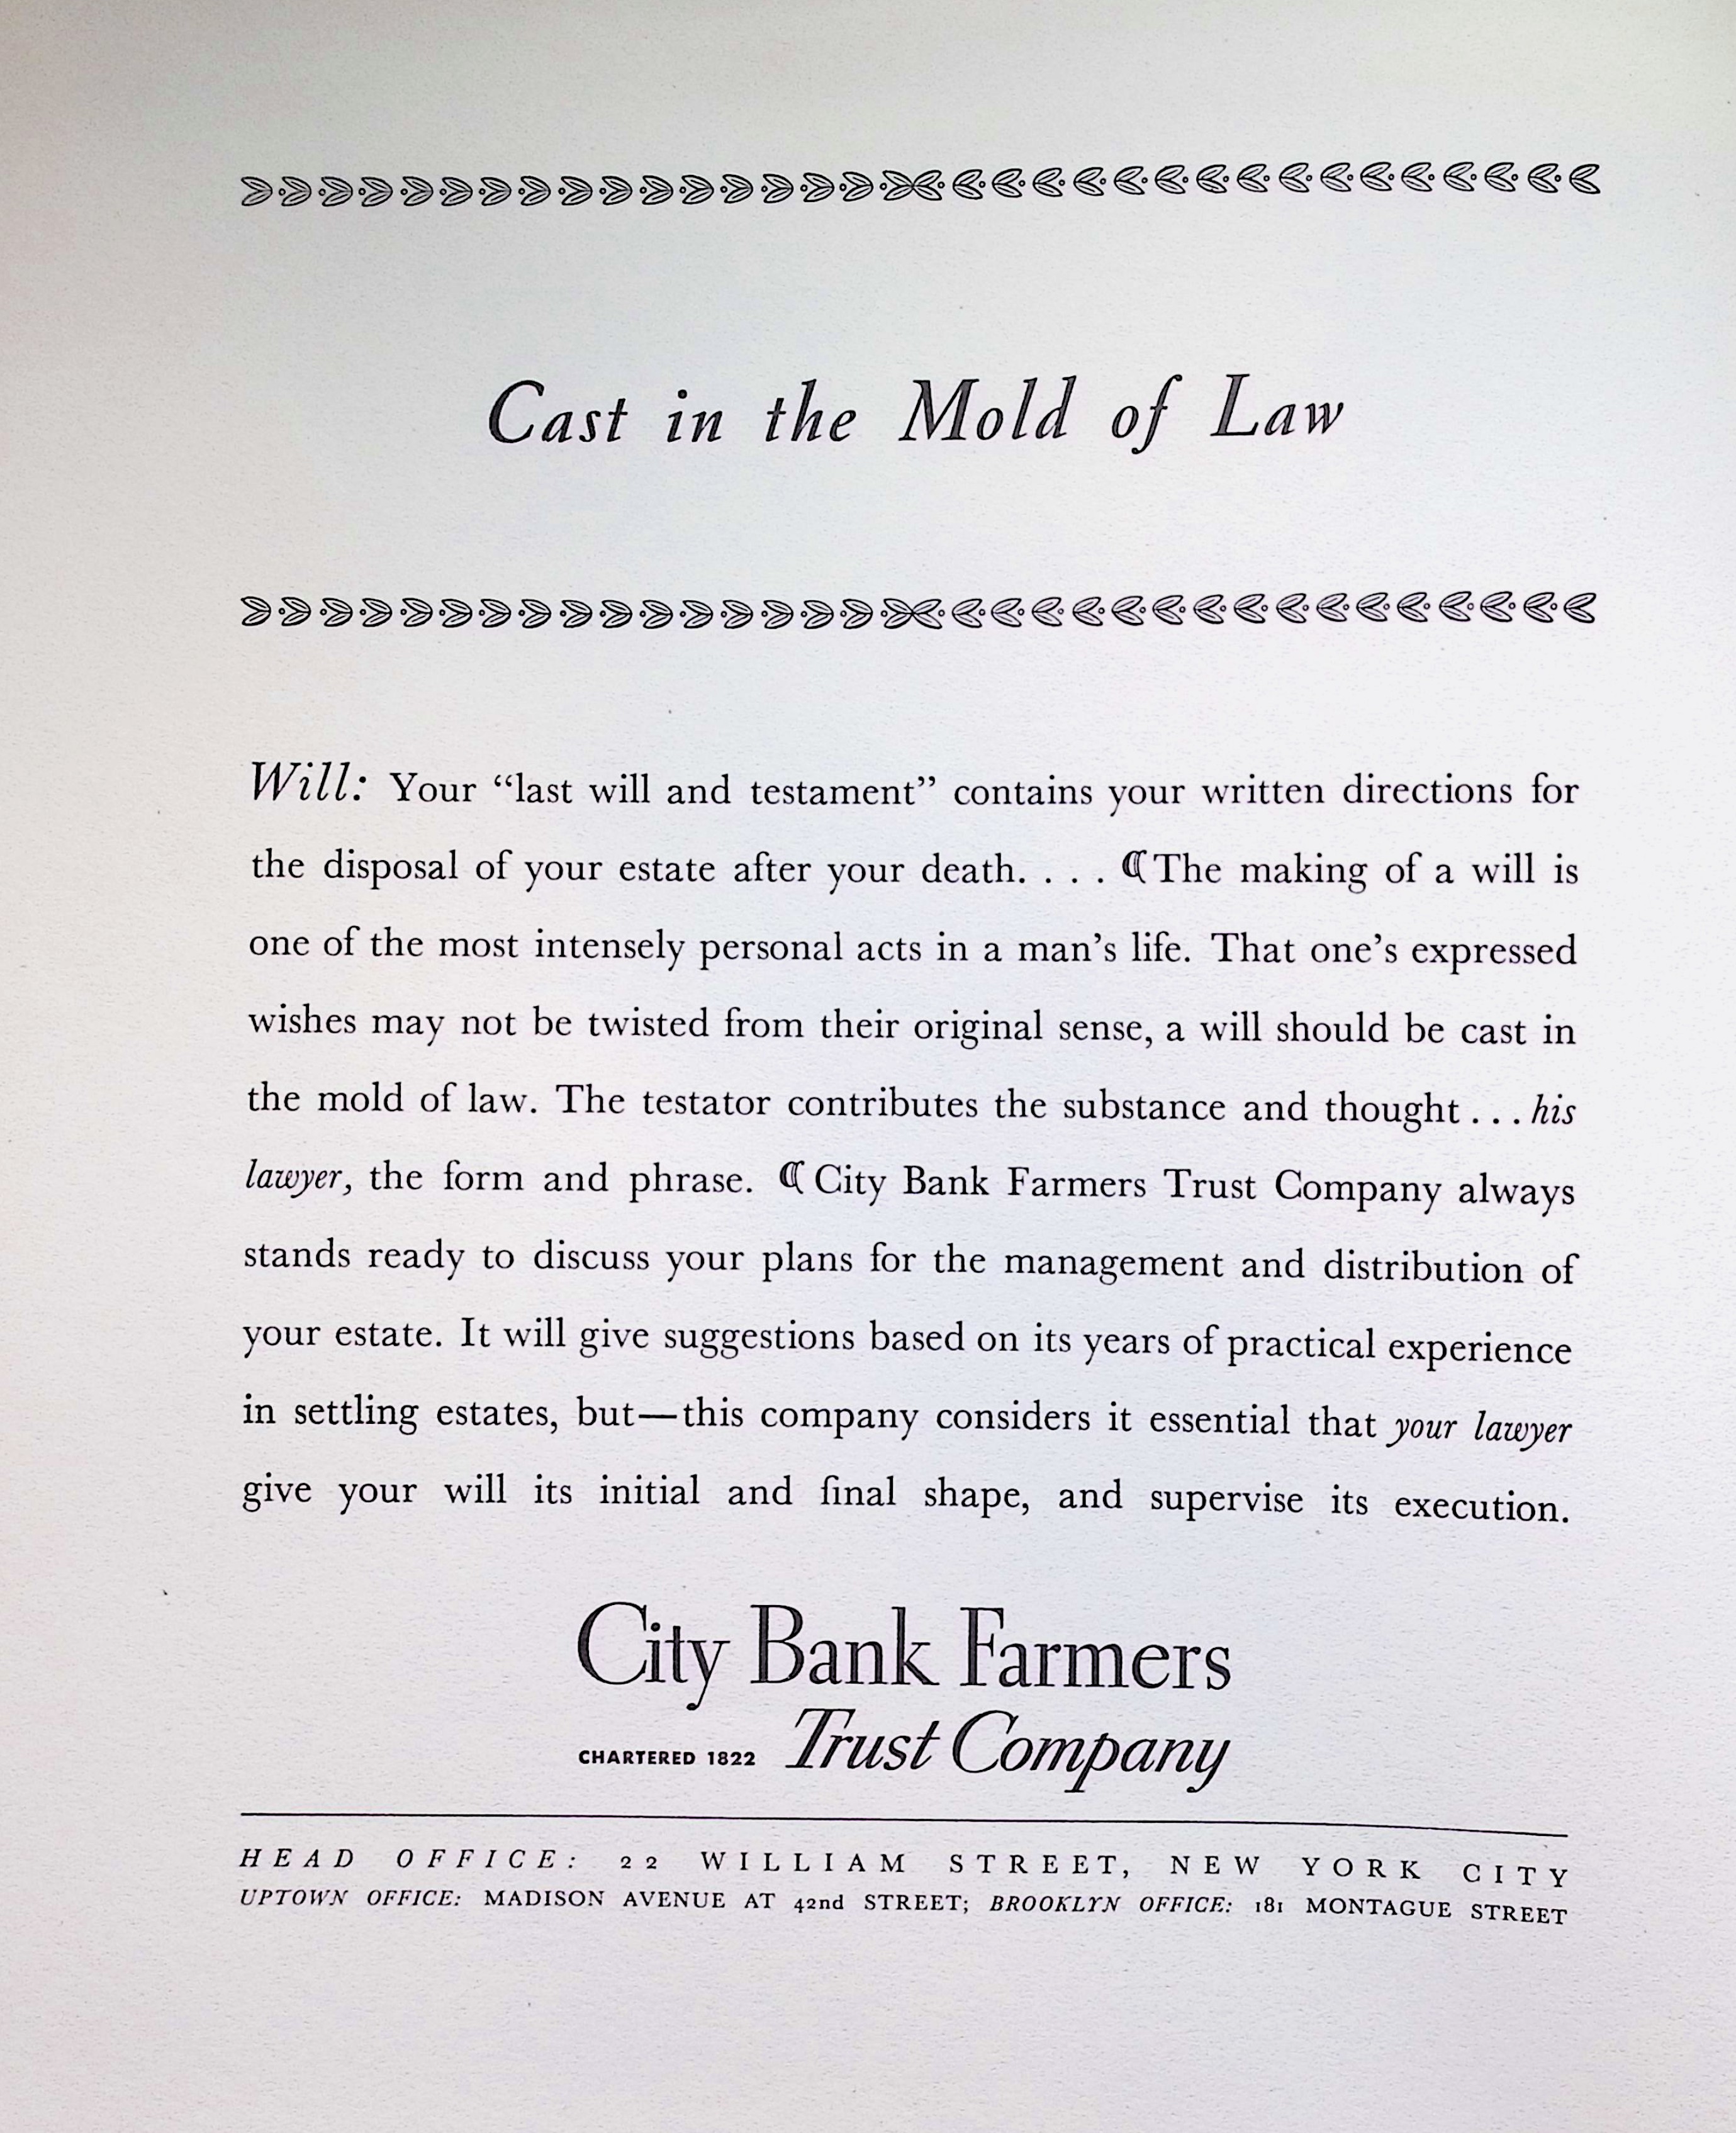 Cast in the Mold of Law
Will: Your “last will and testament” contains your written directions for
the disposal of your estate after your death. . . . ⸿The making of a will is
one of the most intensely personal acts in a man’s life. That one’s expressed
wishes may not be twisted from their original sense, a will should be cast in
the mold of law. The testator contributes the substance and thought . . . his
lawyer, the form and phrase. ⸿ City Bank Farmers Trust Company always
stands ready to discuss your plans for the management and distribution of
your estate. It will give suggestions based on its years of practical experience
in settling estates, but—this company considers it essential that your lawyer
give your will its initial and final shape, and supervise its execution.
City Bank Farmers
CHARTERED 1822 Trust Company
HEAD OFFICE: 22 WILLIAM STREET, NEW YORK CITY
UPTOWN OFFICE: MADISON AVENUE AT 42nd STREET; BROOKLYN OFFICE: 181 MONTAGUE STREET